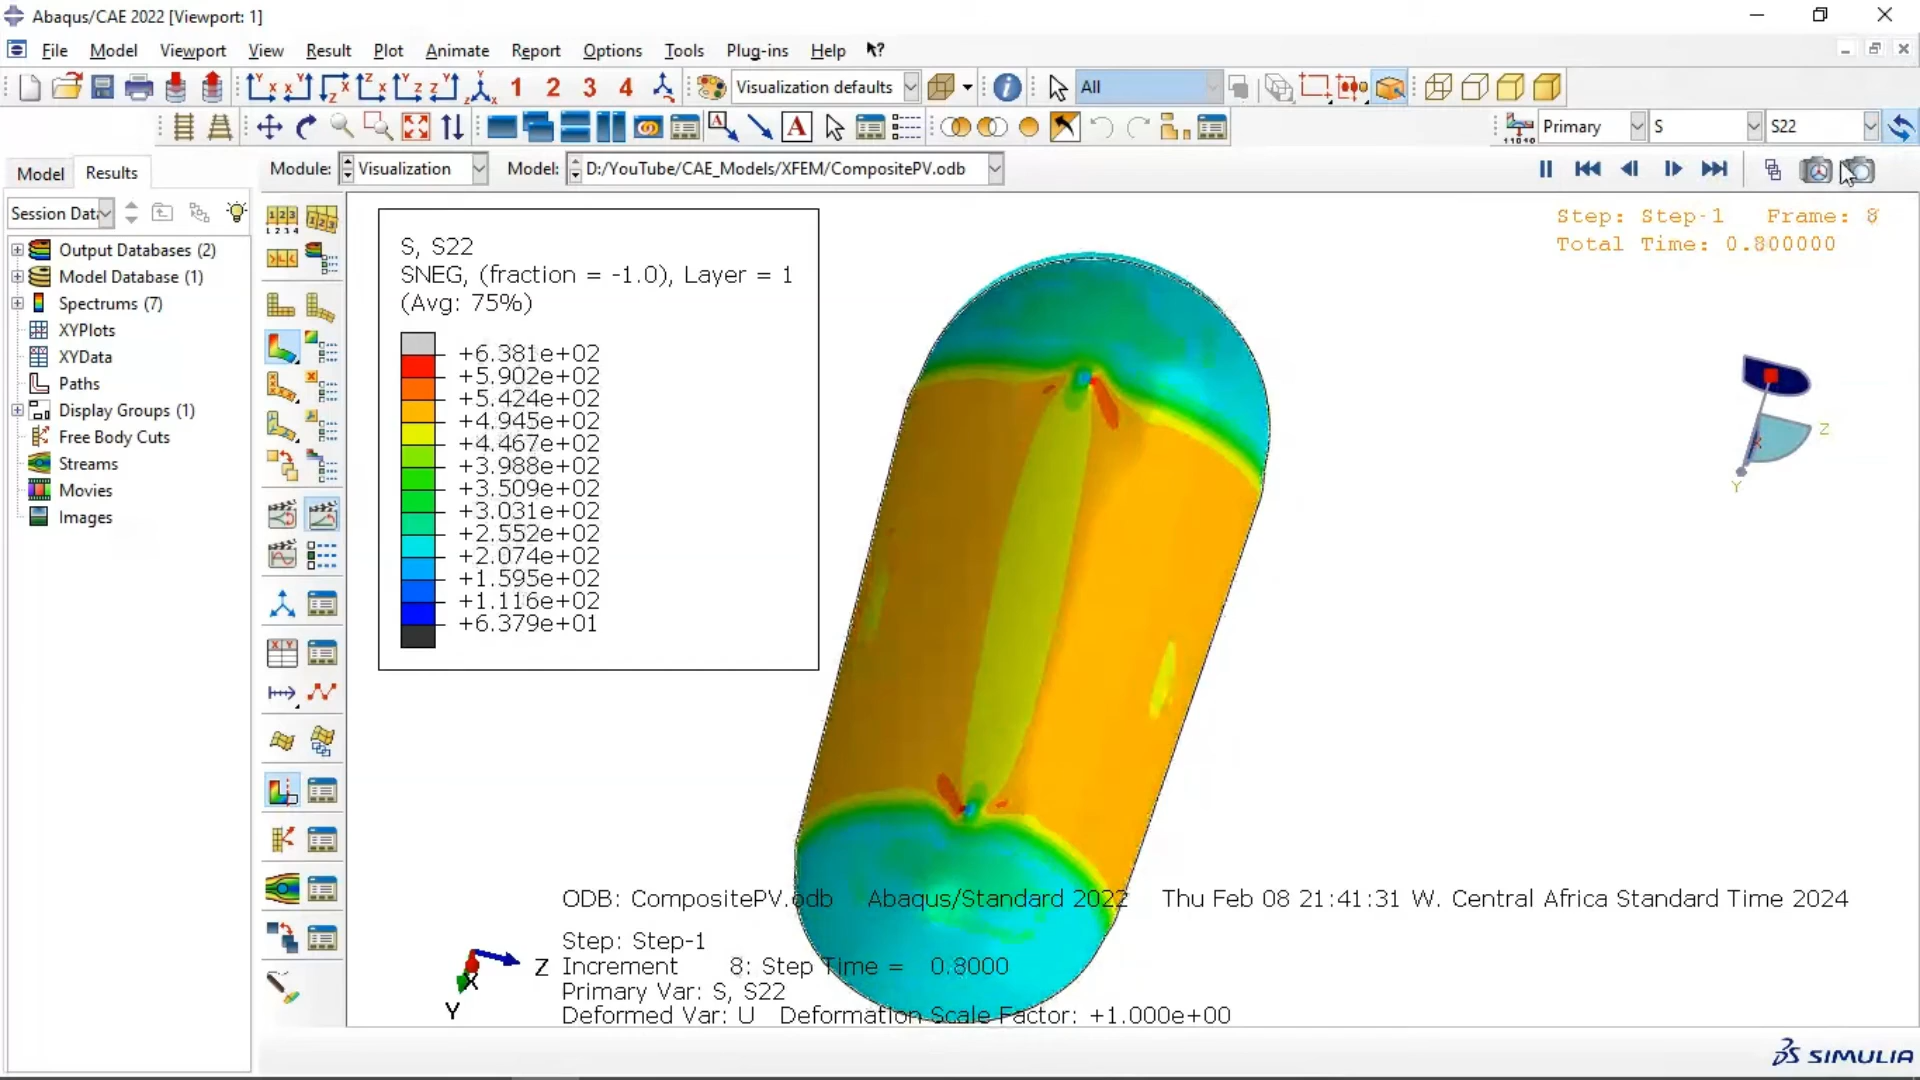 Abaqus/CAE 2022 [Viewport: 1]
File Model Viewport View Result Plot Animate Report Options Tools Plug-ins Help
1 2 3 4 Visualization defaults All
Primary S S22
Model Results Module: Visualization Model: D:/YouTube/CAE_Models/XFEM/CompositePV.odb
Session Dat
Output Databases (2)
Model Database (1)
Spectrums (7)
XYPlots
XYData
Paths
Display Groups (1)
Free Body Cuts
Streams
Movies
Images
Step: Step-1 Frame: 8
Total Time: 0.800000
S, S22
SNEG, (fraction = -1.0), Layer = 1
(Avg: 75%)
+6.381e+02
+5.902e+02
+5.424e+02
+4.945e+02
+4.467e+02
+3.988e+02
+3.509e+02
+3.031e+02
+2.552e+02
+2.074e+02
+1.595e+02
+1.116e+02
+6.379e+01
X
Z
Y
ODB: CompositePV.odb Abaqus/Standard 2022 Thu Feb 08 21:41:31 W. Central Africa Standard Time 2024
Step: Step-1
Increment 8: Step Time = 0.8000
Primary Var: S, S22
Deformed Var: U Deformation Scale Factor: +1.000e+00
Z
X
Y
SIMULIA